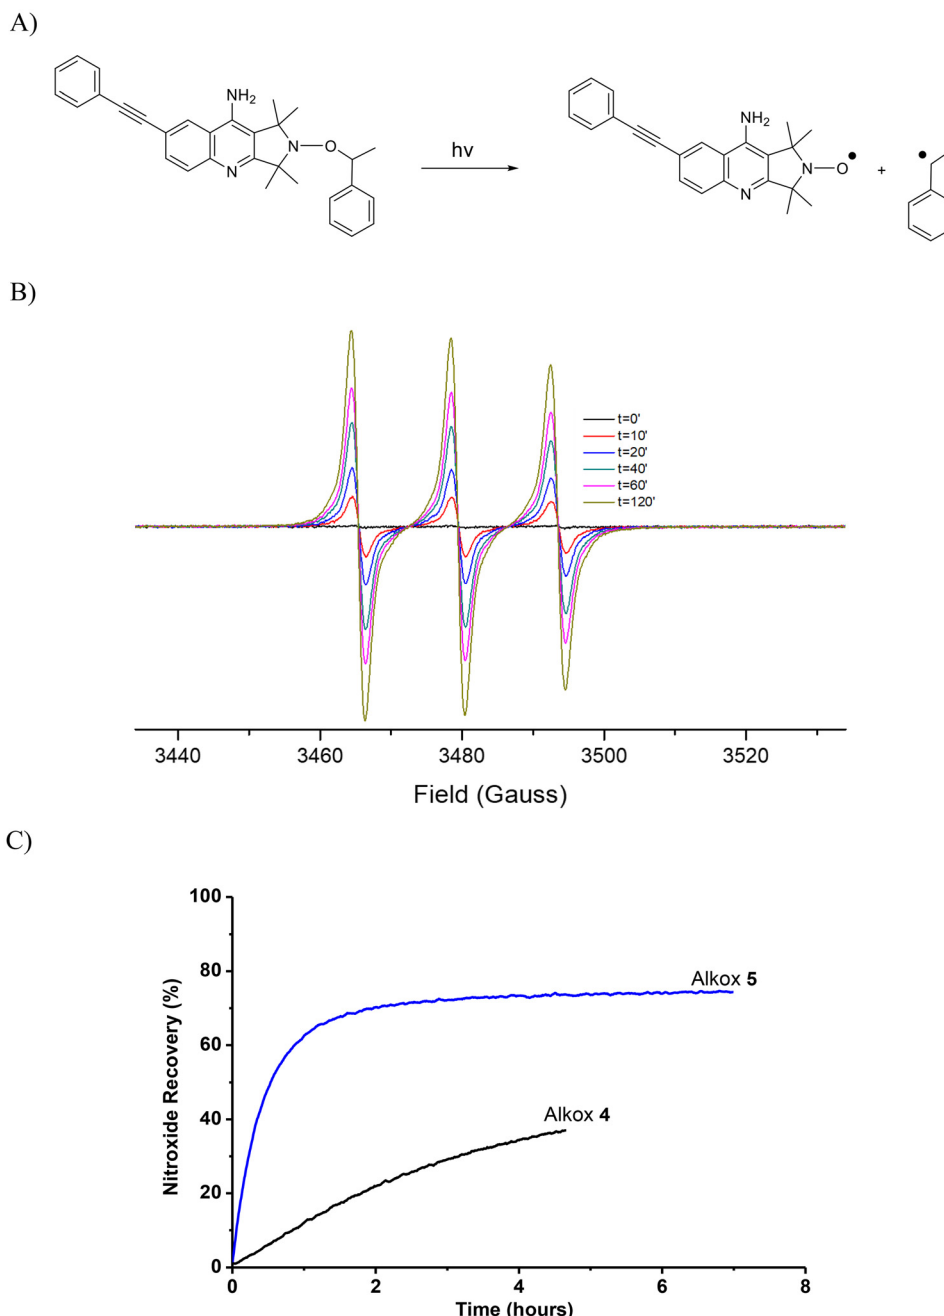 A)
NH2
N
N
O
hv
NH2
N
N
O
+
B)
t=0'
t=10'
t=20'
t=40'
t=60'
t=120'
3440 3460 3480 3500 3520
Field (Gauss)
C)
Nitroxide Recovery (%)
100
80
60
40
20
0
Alkox 5
Alkox 4
0 2 4 6 8
Time (hours)